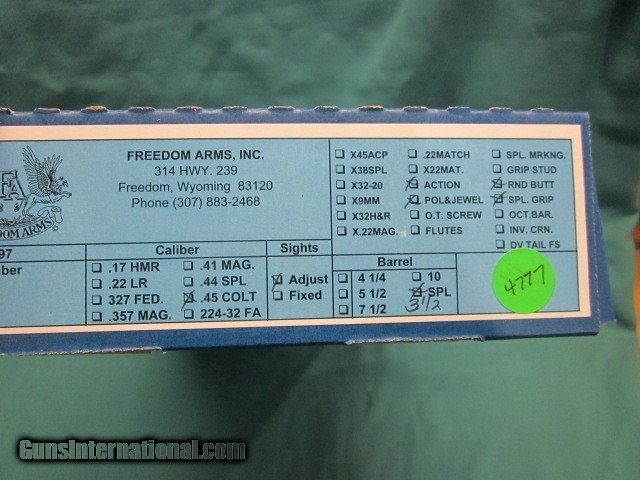 FA
DOM ARMS
FREEDOM ARMS, INC.
314 HWY. 239
Freedom, Wyoming 83120
Phone (307) 883-2468
X45ACP .22MATCH SPL. MRKNG.
X38SPL X22MAT. GRIP STUD
X32-20 ACTION RND BUTT
X9MM POL&JEWEL SPL. GRIP
X32H&R O.T. SCREW OCT.BAR.
X.22MAG. FLUTES INV. CRN.
DV TAIL FS
97
ber
Caliber
.17 HMR .41 MAG.
.22 LR .44 SPL
327 FED. .45 COLT
.357 MAG. 224-32 FA
Sights
Adjust
Fixed
Barrel
4 1/4 10
5 1/2 SPL
7 1/2 3 1/2
4777
GunsInternational.com